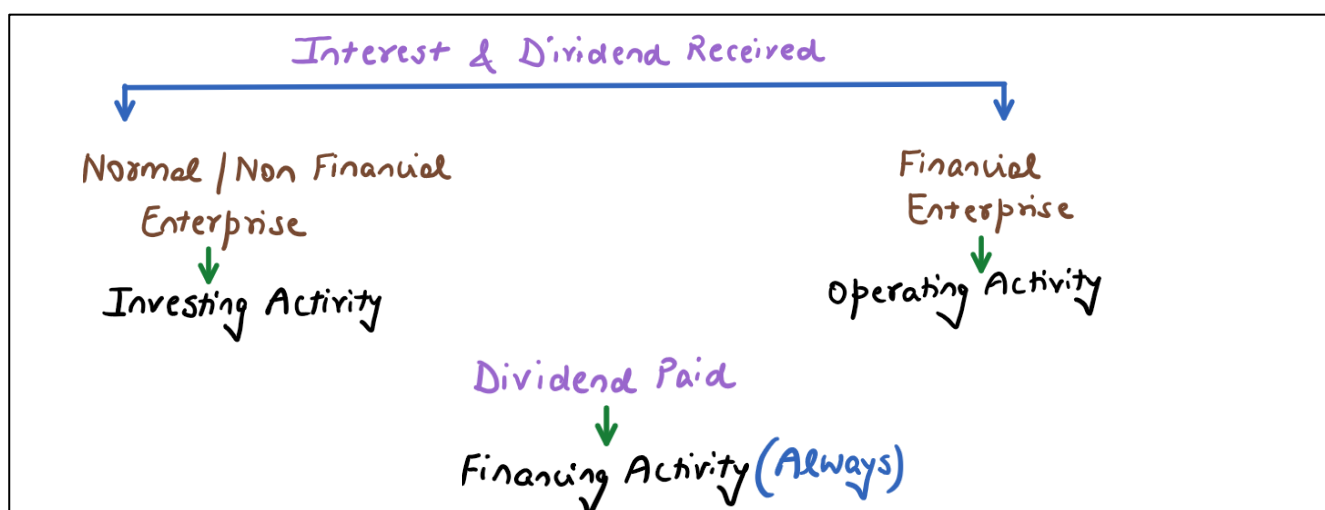 Interest & Dividend Received
Normal / Non Financial Enterprise
Financial Enterprise
Investing Activity
Operating Activity
Dividend Paid
Financing Activity (Always)